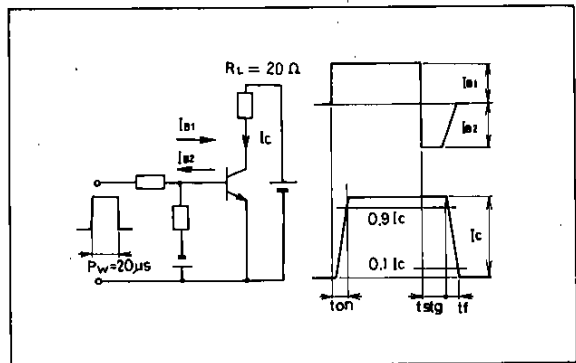 RL = 20 Ω
IB1
IB2
Ic
PW=20μs
IB1
IB2
0.9 Ic
Ic
0.1 Ic
ton
tstg
tf